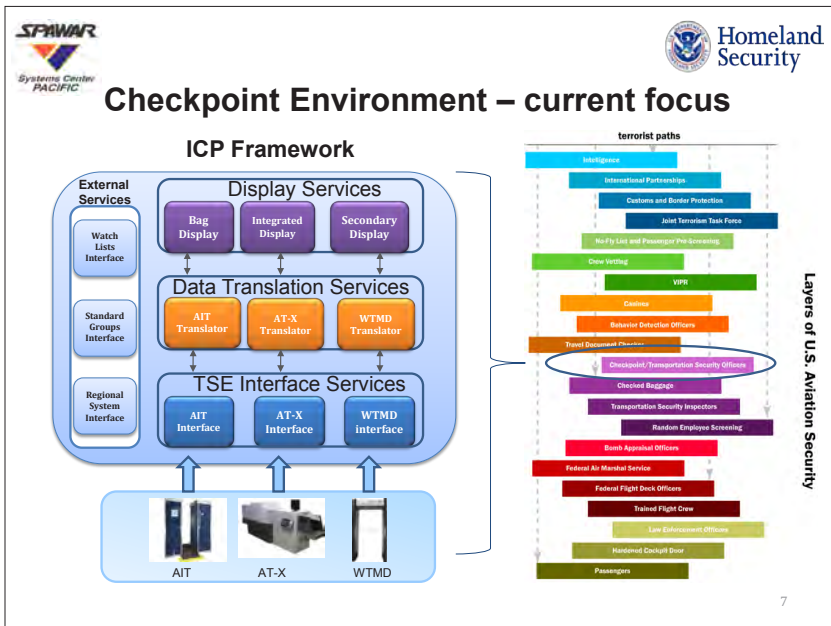 SPAWAR
Systems Center
PACIFIC
Homeland
Security
Checkpoint Environment – current focus
ICP Framework
External
Services
Watch
Lists
Interface
Standard
Groups
Interface
Regional
System
Interface
Display Services
Bag
Display
Integrated
Display
Secondary
Display
Data Translation Services
AIT
Translator
AT-X
Translator
WTMD
Translator
TSE Interface Services
AIT
Interface
AT-X
Interface
WTMD
interface
AIT
AT-X
WTMD
terrorist paths
Intelligence
International Partnerships
Customs and Border Protection
Joint Terrorism Task Force
No-Fly List and Passenger Pre-Screening
Crew Vetting
VIPR
Canines
Behavior Detection Officers
Travel Document Checker
Checkpoint/Transportation Security Officers
Checked Baggage
Transportation Security Inspectors
Random Employee Screening
Bomb Appraisal Officers
Federal Air Marshal Service
Federal Flight Deck Officers
Trained Flight Crew
Law Enforcement Officers
Hardened Cockpit Door
Passengers
Layers of U.S. Aviation Security
7